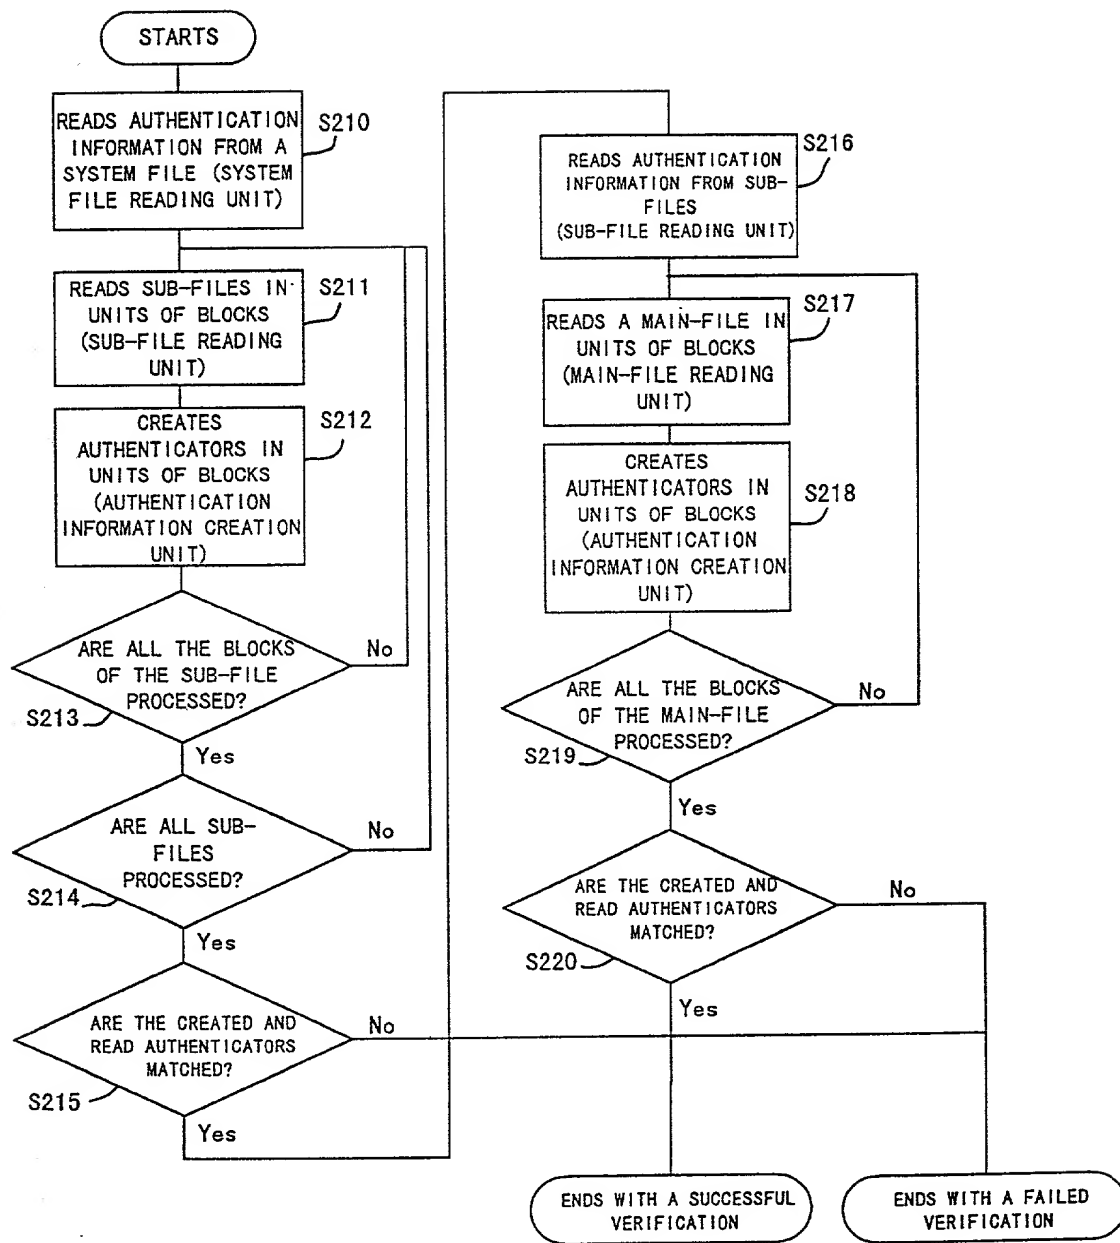 STARTS
READS AUTHENTICATION
INFORMATION FROM A
SYSTEM FILE (SYSTEM
FILE READING UNIT)
S210
READS SUB-FILES IN
UNITS OF BLOCKS
(SUB-FILE READING
UNIT)
S211
CREATES
AUTHENTICATORS IN
UNITS OF BLOCKS
(AUTHENTICATION
INFORMATION CREATION
UNIT)
S212
ARE ALL THE BLOCKS
OF THE SUB-FILE
PROCESSED?
No
S213
Yes
ARE ALL SUB-
FILES
PROCESSED?
No
S214
Yes
ARE THE CREATED AND
READ AUTHENTICATORS
MATCHED?
No
S215
Yes
READS AUTHENTICATION
INFORMATION FROM SUB-
FILES
(SUB-FILE READING UNIT)
S216
READS A MAIN-FILE IN
UNITS OF BLOCKS
(MAIN-FILE READING
UNIT)
S217
CREATES
AUTHENTICATORS IN
UNITS OF BLOCKS
(AUTHENTICATION
INFORMATION CREATION
UNIT)
S218
ARE ALL THE BLOCKS
OF THE MAIN-FILE
PROCESSED?
No
S219
Yes
ARE THE CREATED AND
READ AUTHENTICATORS
MATCHED?
No
S220
Yes
ENDS WITH A SUCCESSFUL
VERIFICATION
ENDS WITH A FAILED
VERIFICATION